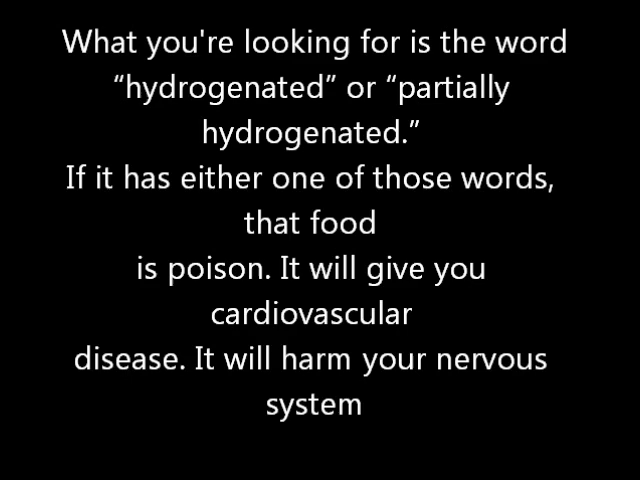 What you're looking for is the word
“hydrogenated” or “partially
hydrogenated.”
If it has either one of those words,
that food
is poison. It will give you
cardiovascular
disease. It will harm your nervous
system